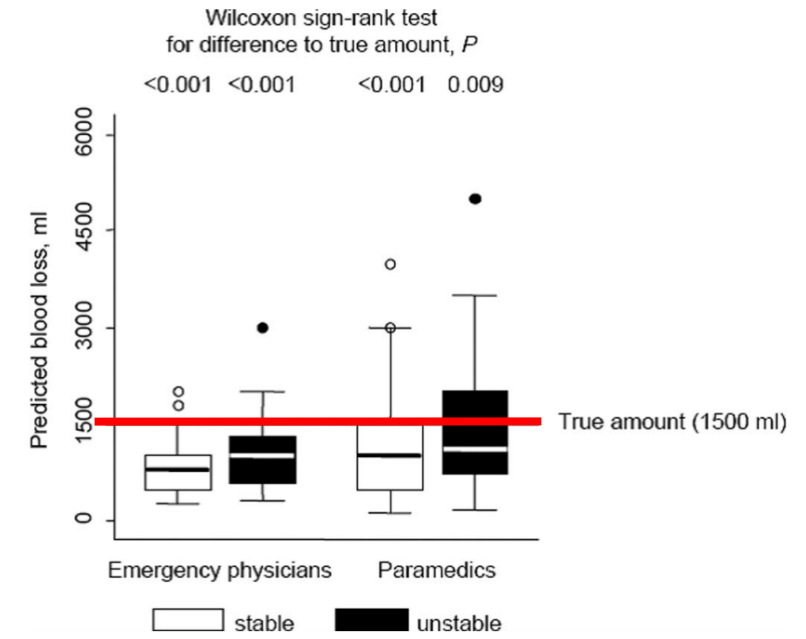 Wilcoxon sign-rank test
for difference to true amount, P
<0.001 <0.001 <0.001 0.009
Predicted blood loss, ml
6000
4500
3000
1500
0
True amount (1500 ml)
Emergency physicians Paramedics
stable unstable